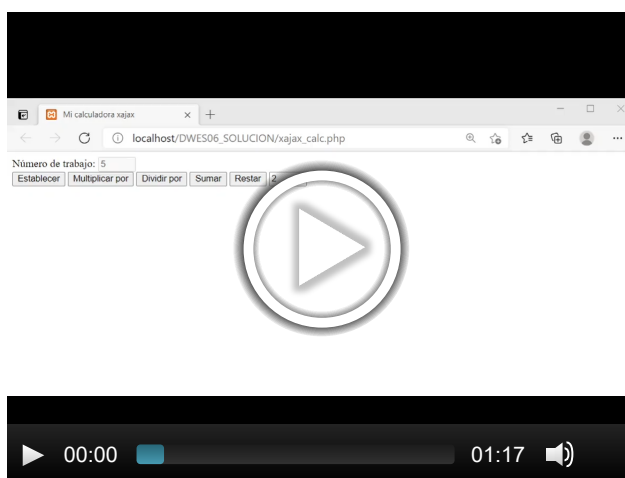 Mi calculadora xajax
localhost/DWES06_SOLUCION/xajax_calc.php
Número de trabajo: 5
Establecer Multiplicar por Dividir por Sumar Restar 2
00:00 01:17